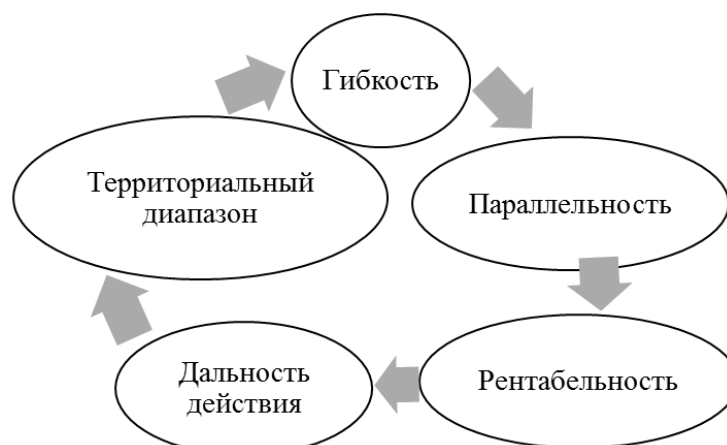 Гибкость
Параллельность
Рентабельность
Дальность
действия
Территориальный
диапазон